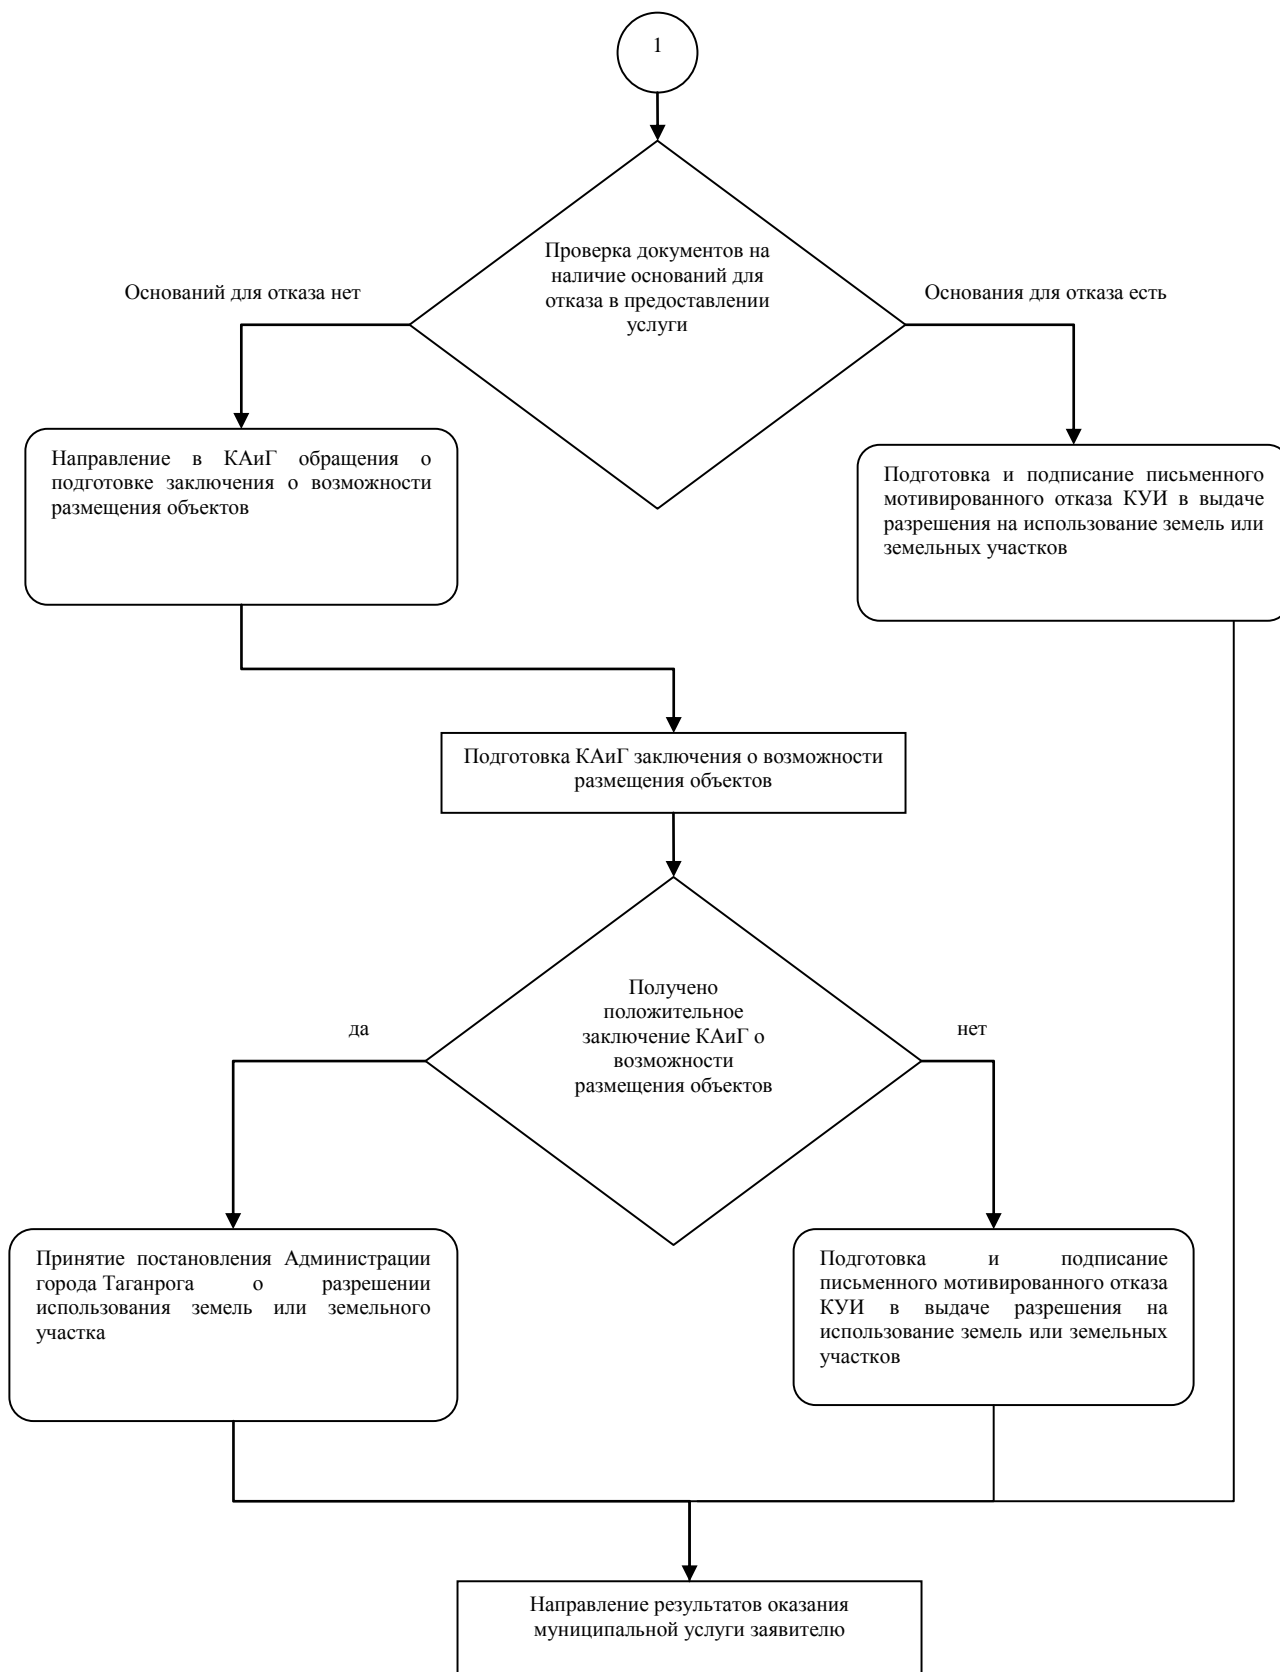 1
Проверка документов на
наличие оснований для
отказа в предоставлении
услуги
Оснований для отказа нет
Основания для отказа есть
Направление в КАиГ обращения о
подготовке заключения о возможности
размещения объектов
Подготовка и подписание письменного
мотивированного отказа КУИ в выдаче
разрешения на использование земель или
земельных участков
Подготовка КАиГ заключения о возможности
размещения объектов
Получено
положительное
заключение КАиГ о
возможности
размещения объектов
да
нет
Принятие постановления Администрации
города Таганрога о разрешении
использования земель или земельного
участка
Подготовка и подписание
письменного мотивированного отказа
КУИ в выдаче разрешения на
использование земель или земельных
участков
Направление результатов оказания
муниципальной услуги заявителю